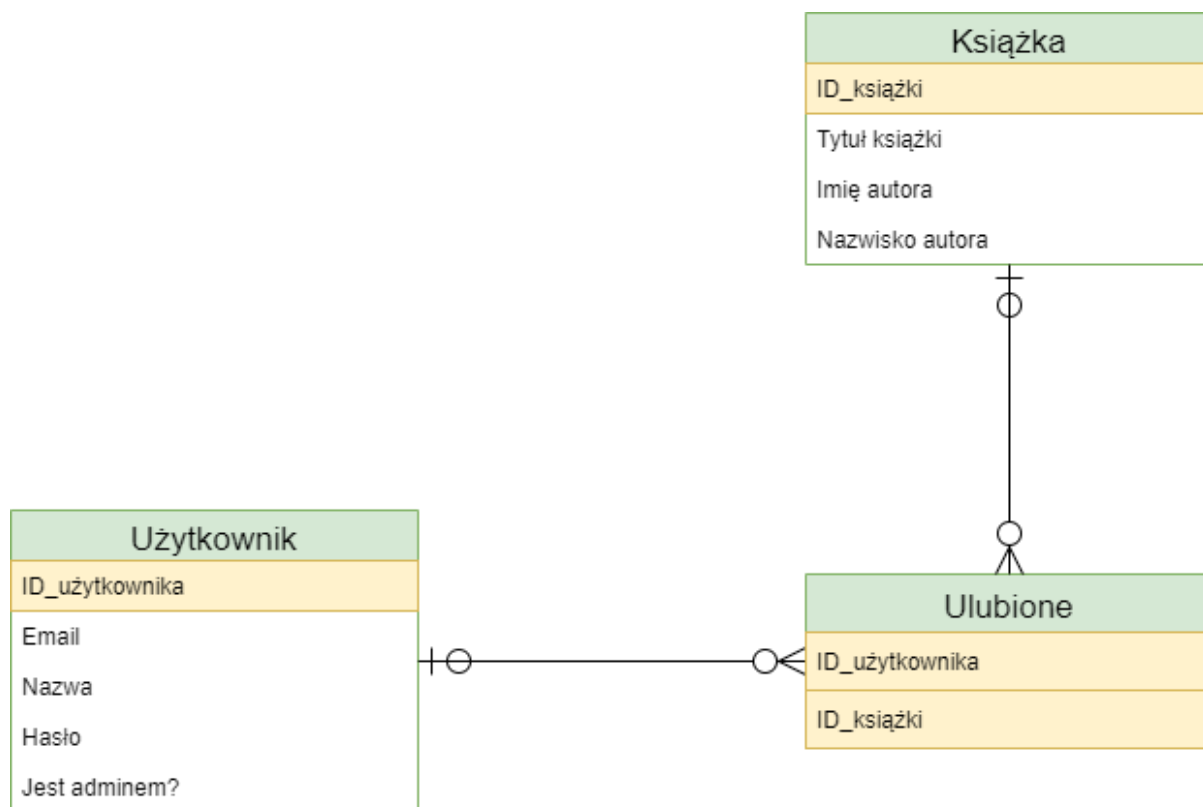 Książka
ID_książki
Tytuł książki
Imię autora
Nazwisko autora
Użytkownik
ID_użytkownika
Email
Nazwa
Hasło
Jest adminem?
Ulubione
ID_użytkownika
ID_książki